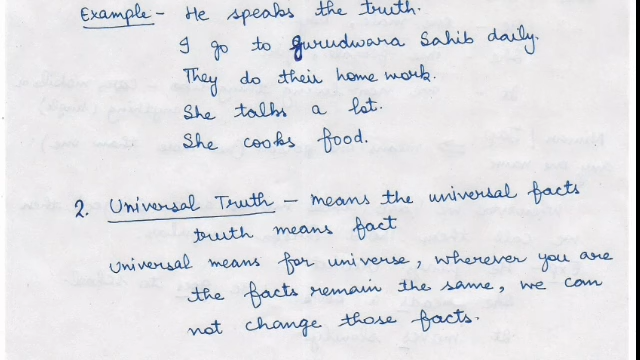 Example - He speaks the truth.
I go to gurudwara Sahib daily.
They do their home work.
She talks a lot.
She cooks food.
2. Universal Truth - means the universal facts
truth means fact
Universal means for universe, wherever you are
the facts remain the same, we can
not change those facts.